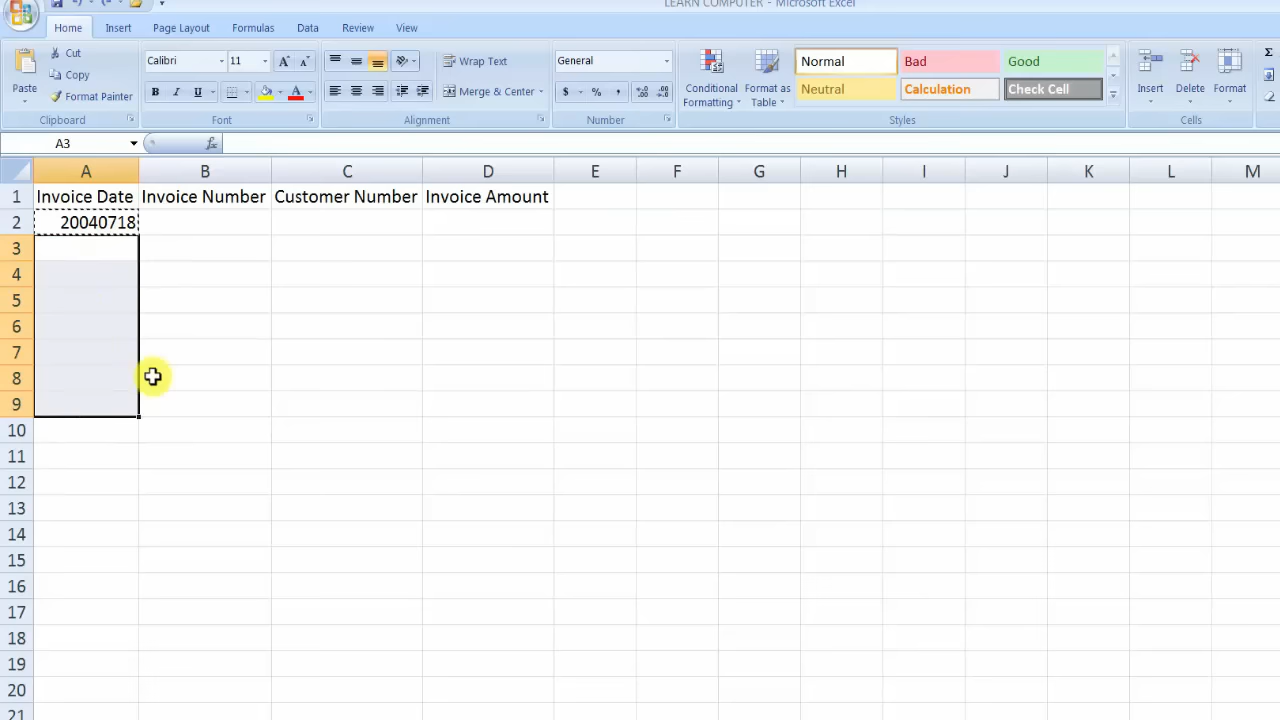 LEARN COMPUTER - Microsoft Excel
Home Insert Page Layout Formulas Data Review View
Cut
Copy
Format Painter
Paste
Clipboard
Calibri 11
B I U
Font
Wrap Text
Merge & Center
Alignment
General
$ % ,
Number
Conditional Formatting
Format as Table
Normal Bad Good
Neutral Calculation Check Cell
Styles
Insert Delete Format
Cells
A3 fx
A B C D E F G H I J K L M
1 Invoice Date Invoice Number Customer Number Invoice Amount
2 20040718
3
4
5
6
7
8
9
10
11
12
13
14
15
16
17
18
19
20
21